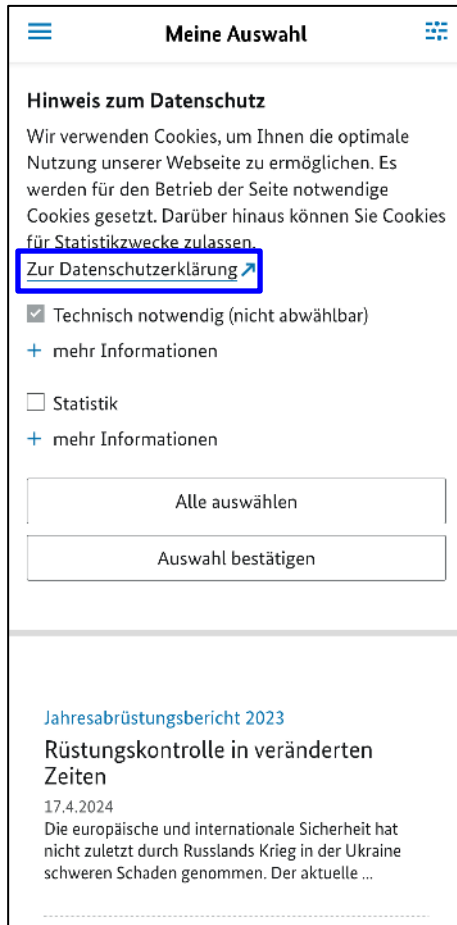 Meine Auswahl
Hinweis zum Datenschutz
Wir verwenden Cookies, um Ihnen die optimale
Nutzung unserer Webseite zu ermöglichen. Es
werden für den Betrieb der Seite notwendige
Cookies gesetzt. Darüber hinaus können Sie Cookies
für Statistikzwecke zulassen.
Zur Datenschutzerklärung
Technisch notwendig (nicht abwählbar)
+ mehr Informationen
Statistik
+ mehr Informationen
Alle auswählen
Auswahl bestätigen
Jahresabrüstungsbericht 2023
Rüstungskontrolle in veränderten
Zeiten
17.4.2024
Die europäische und internationale Sicherheit hat
nicht zuletzt durch Russlands Krieg in der Ukraine
schweren Schaden genommen. Der aktuelle ...